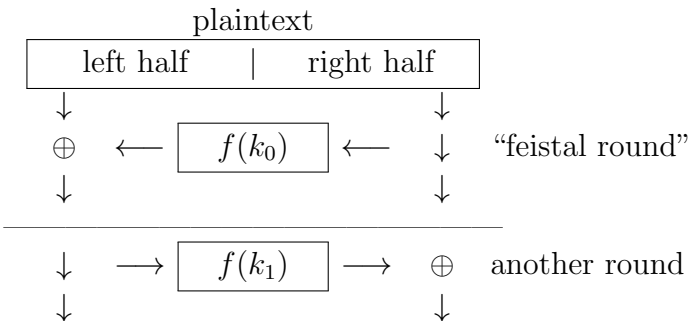 plaintext
left half | right half
↓ ↓
⊕ ⟵ f(k₀) ⟵ ↓ “feistal round”
↓ ↓
↓ ⟶ f(k₁) ⟶ ⊕ another round
↓ ↓